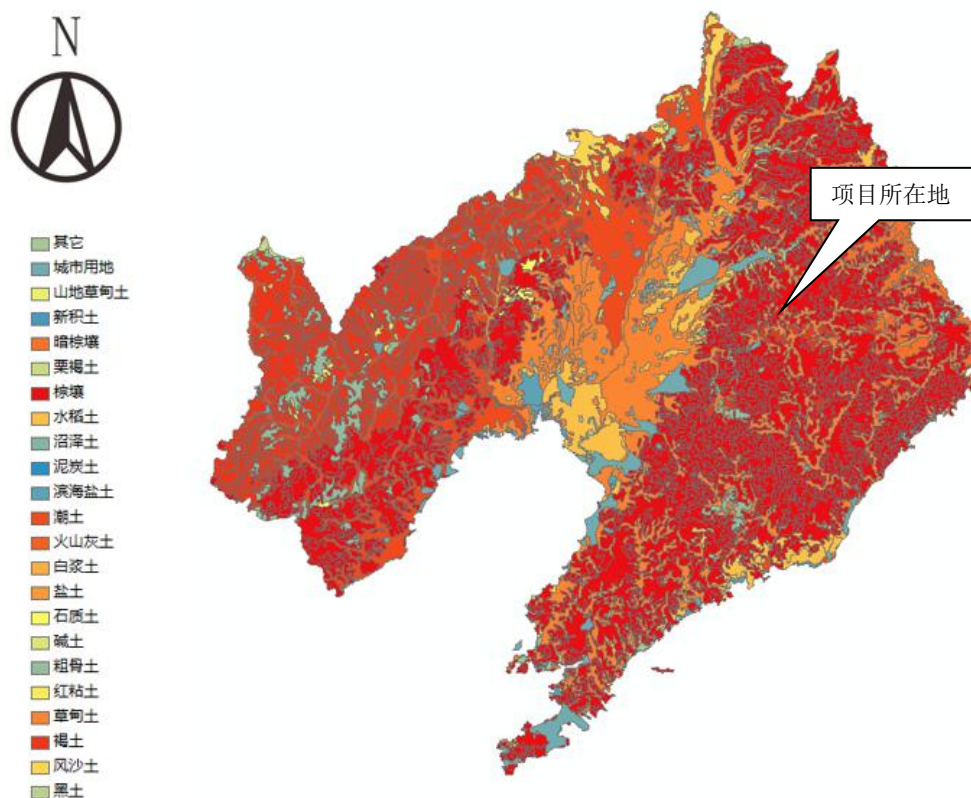 N
项目所在地
其它
城市用地
山地草甸土
新积土
暗棕壤
栗褐土
棕壤
水稻土
沼泽土
泥炭土
滨海盐土
潮土
火山灰土
白浆土
盐土
石质土
碱土
粗骨土
红粘土
草甸土
褐土
风沙土
黑土